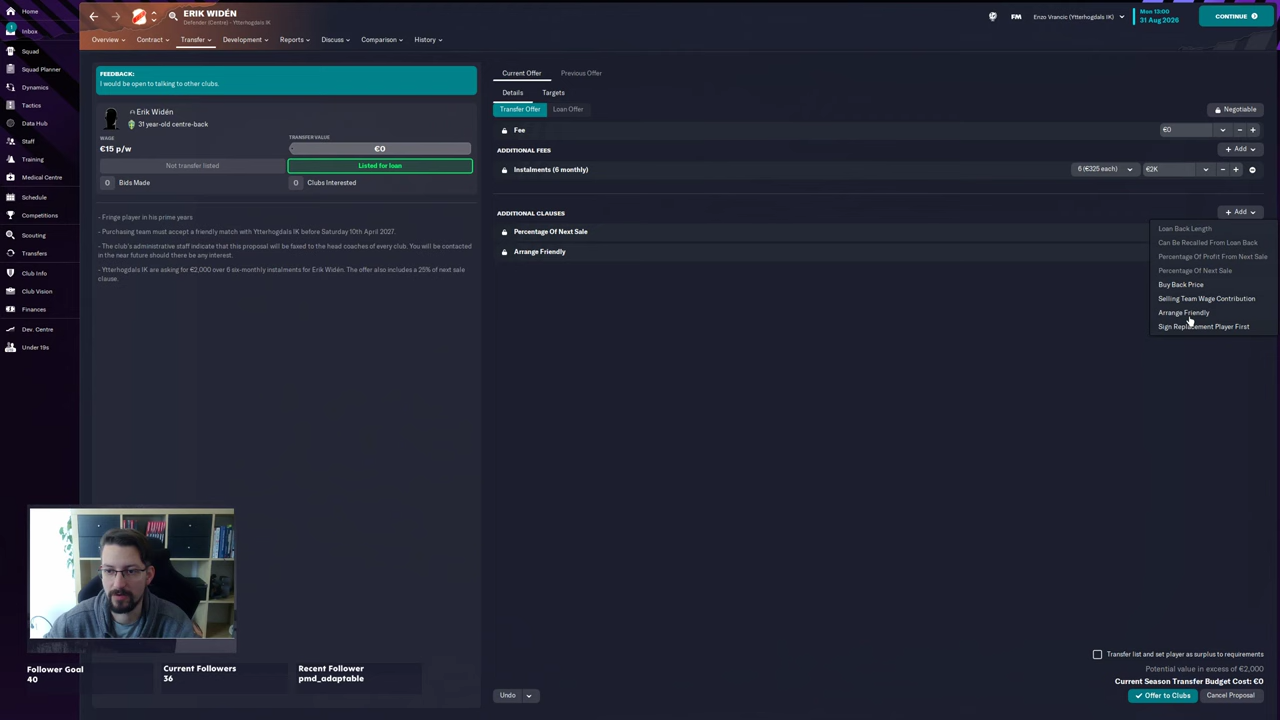 Home
1
Inbox
Squad
Squad Planner
Dynamics
Tactics
Data Hub
Staff
Training
Medical Centre
Schedule
Competitions
Scouting
Transfers
Club Info
Club Vision
Finances
Dev. Centre
Under 19s
ERIK WIDÉN
Defender (Centre) - Ytterhogdals IK
FM
Enzo Vrancic (Ytterhogdals IK)
Mon 13:00
31 Aug 2026
CONTINUE
Overview
Contract
Transfer
Development
Reports
Discuss
Comparison
History
FEEDBACK:
I would be open to talking to other clubs.
Erik Widén
31 year-old centre-back
WAGE
€15 p/w
TRANSFER VALUE
€0
Not transfer listed
Listed for loan
0 Bids Made
0 Clubs Interested
- Fringe player in his prime years
- Purchasing team must accept a friendly match with Ytterhogdals IK before Saturday 10th April 2027.
- The club's administrative staff indicate that this proposal will be faxed to the head coaches of every club. You will be contacted
in the near future should there be any interest.
- Ytterhogdals IK are asking for €2,000 over 6 six-monthly instalments for Erik Widén. The offer also includes a 25% of next sale
clause.
Current Offer
Previous Offer
Details
Targets
Transfer Offer
Loan Offer
Negotiable
Fee
€0
ADDITIONAL FEES
+ Add
Instalments (6 monthly)
6 (€325 each)
€2K
ADDITIONAL CLAUSES
+ Add
Percentage Of Next Sale
Arrange Friendly
Loan Back Length
Can Be Recalled From Loan Back
Percentage Of Profit From Next Sale
Percentage Of Next Sale
Buy Back Price
Selling Team Wage Contribution
Arrange Friendly
Sign Replacement Player First
Transfer list and set player as surplus to requirements
Potential value in excess of €2,000
Current Season Transfer Budget Cost: €0
Undo
Offer to Clubs
Cancel Proposal
Follower Goal
40
Current Followers
36
Recent Follower
pmd_adaptable